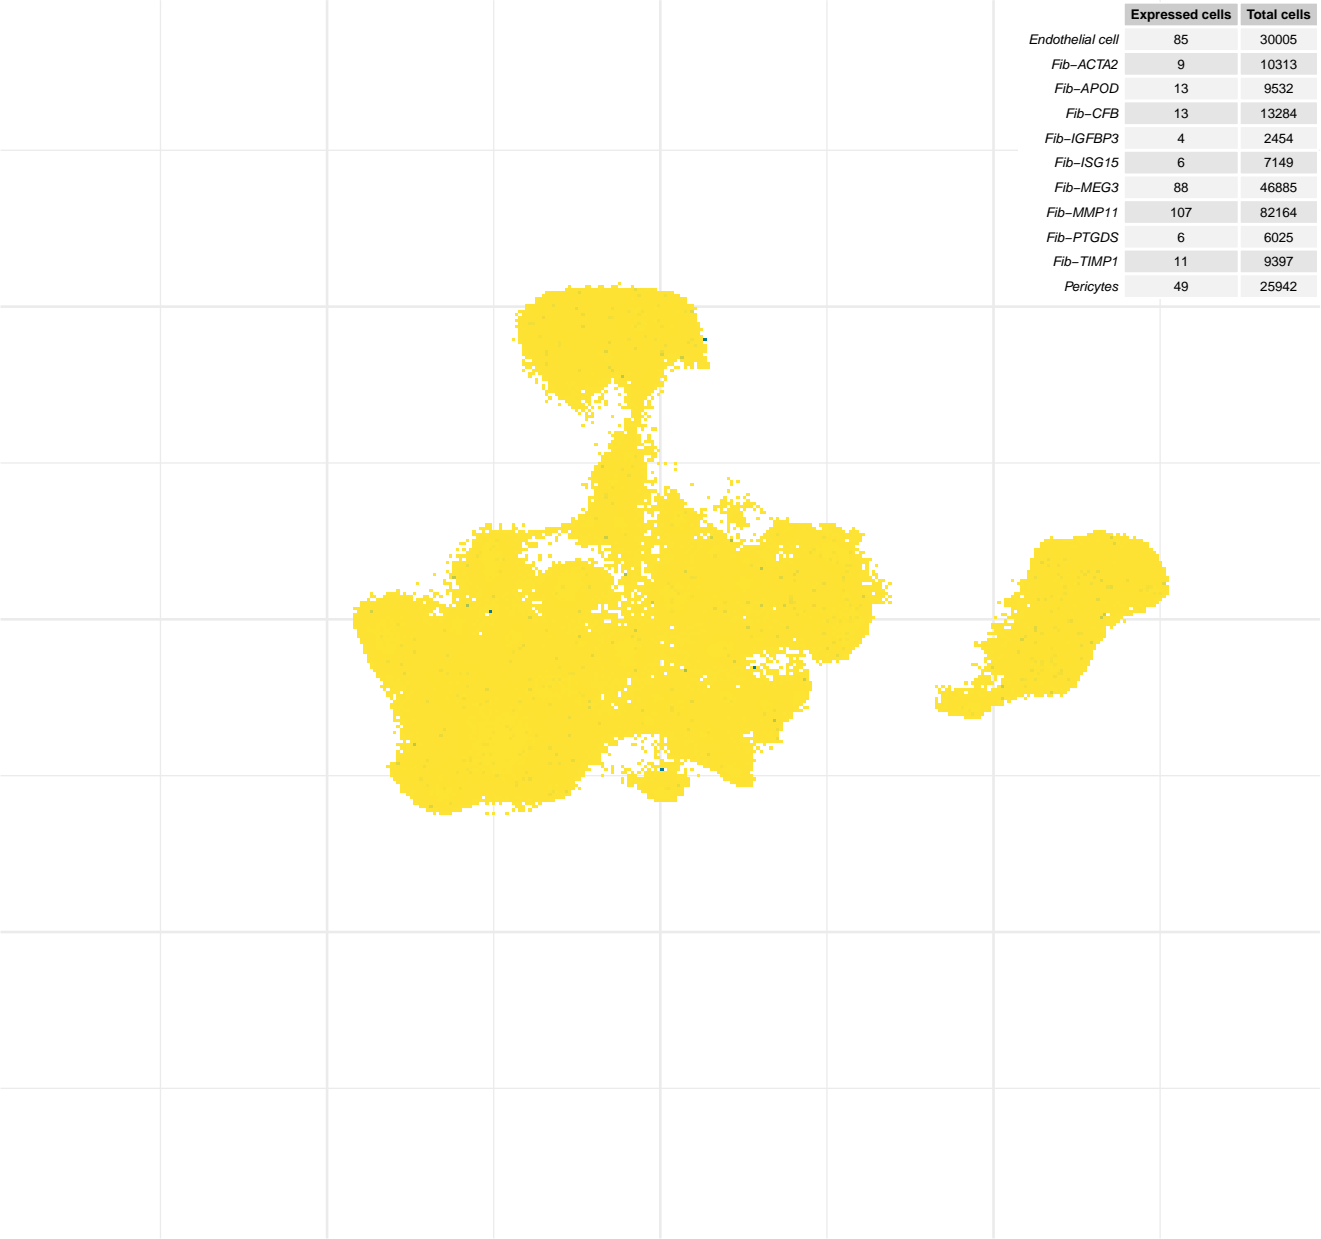 Expressed cells Total cells
Endothelial cell 85 30005
Fib−ACTA2 9 10313
Fib−APOD 13 9532
Fib−CFB 13 13284
Fib−IGFBP3 4 2454
Fib−ISG15 6 7149
Fib−MEG3 88 46885
Fib−MMP11 107 82164
Fib−PTGDS 6 6025
Fib−TIMP1 11 9397
Pericytes 49 25942